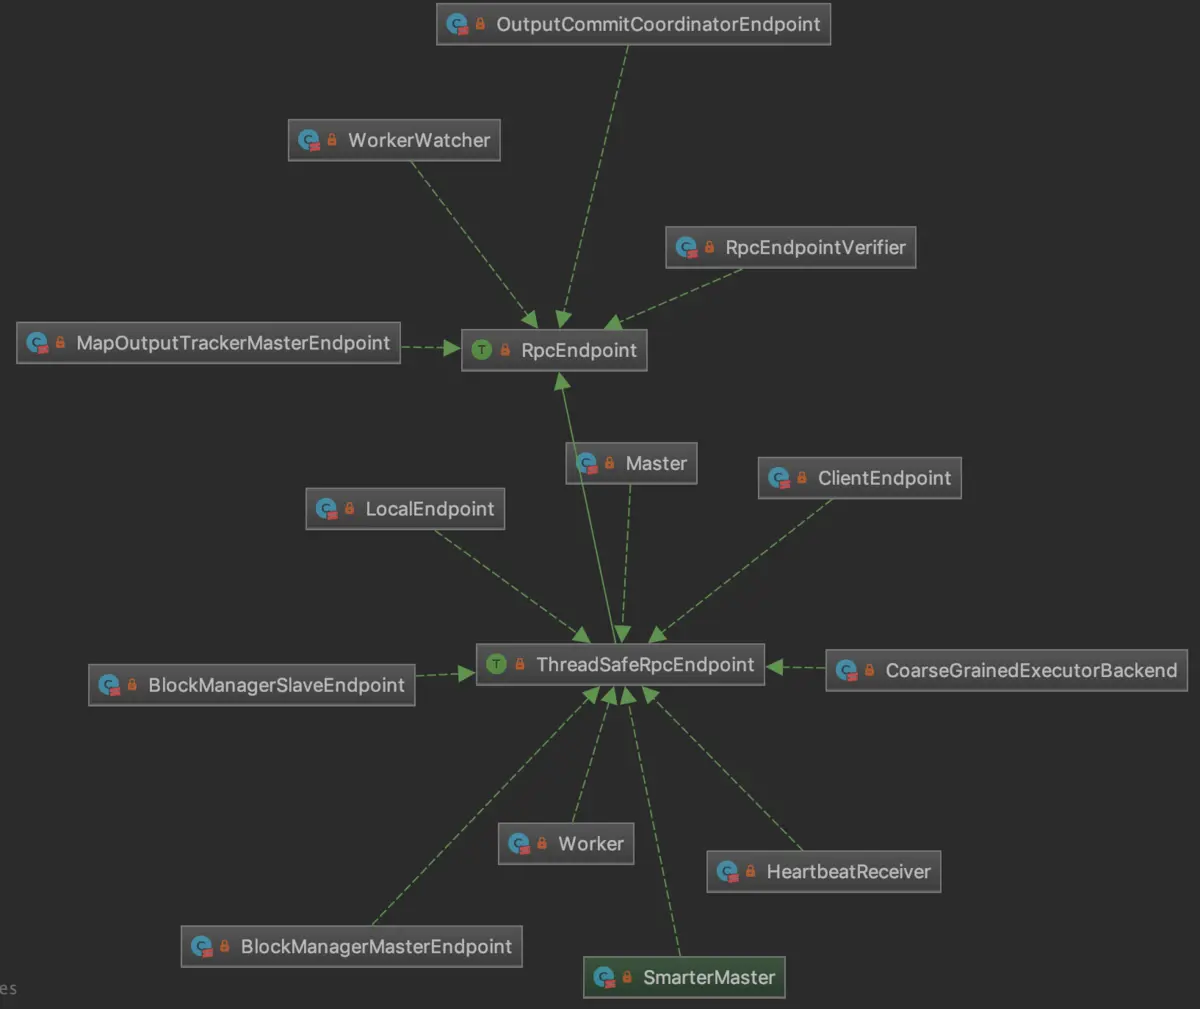 OutputCommitCoordinatorEndpoint
WorkerWatcher
RpcEndpointVerifier
MapOutputTrackerMasterEndpoint
T RpcEndpoint
C Master
C ClientEndpoint
C LocalEndpoint
T ThreadSafeRpcEndpoint
C CoarseGrainedExecutorBackend
C BlockManagerSlaveEndpoint
C Worker
C HeartbeatReceiver
C BlockManagerMasterEndpoint
C SmarterMaster
es